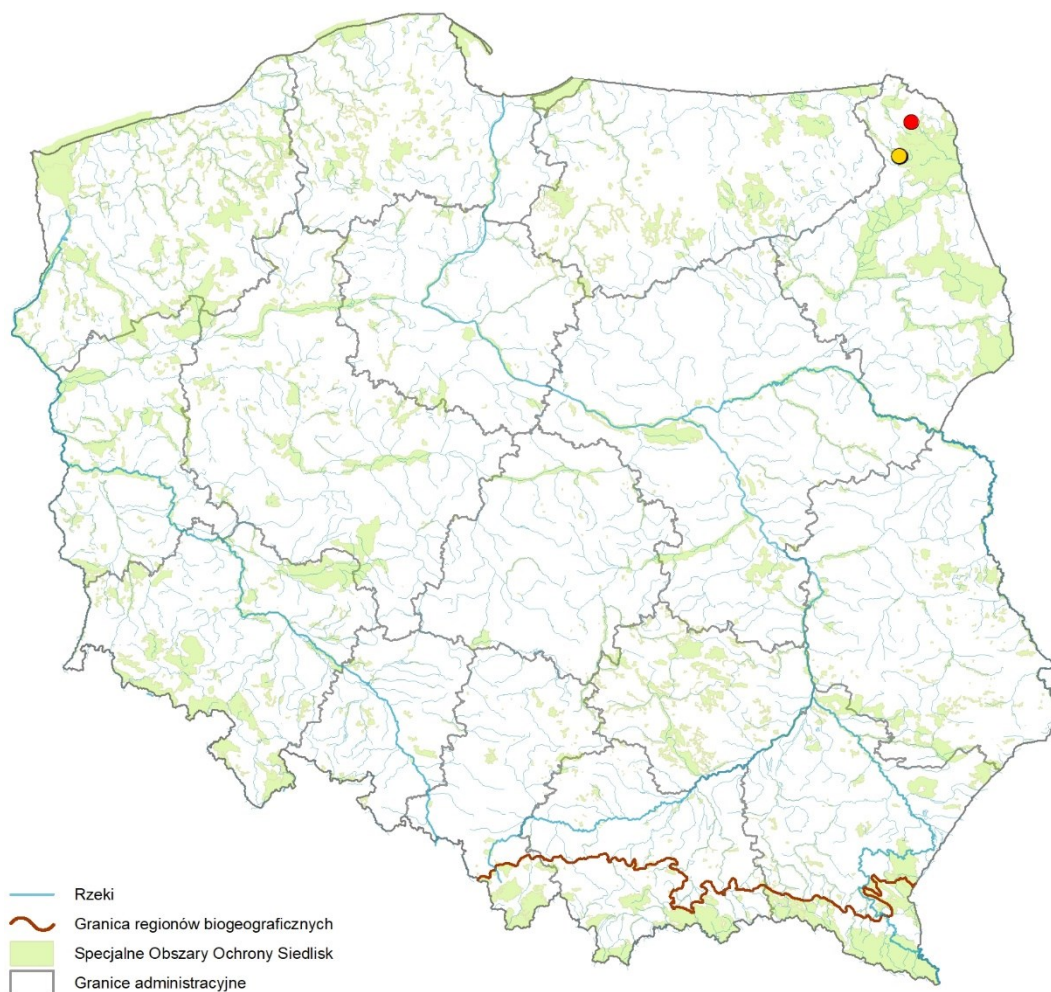 Rzeki
Granica regionów biogeograficznych
Specjalne Obszary Ochrony Siedlisk
Granice administracyjne